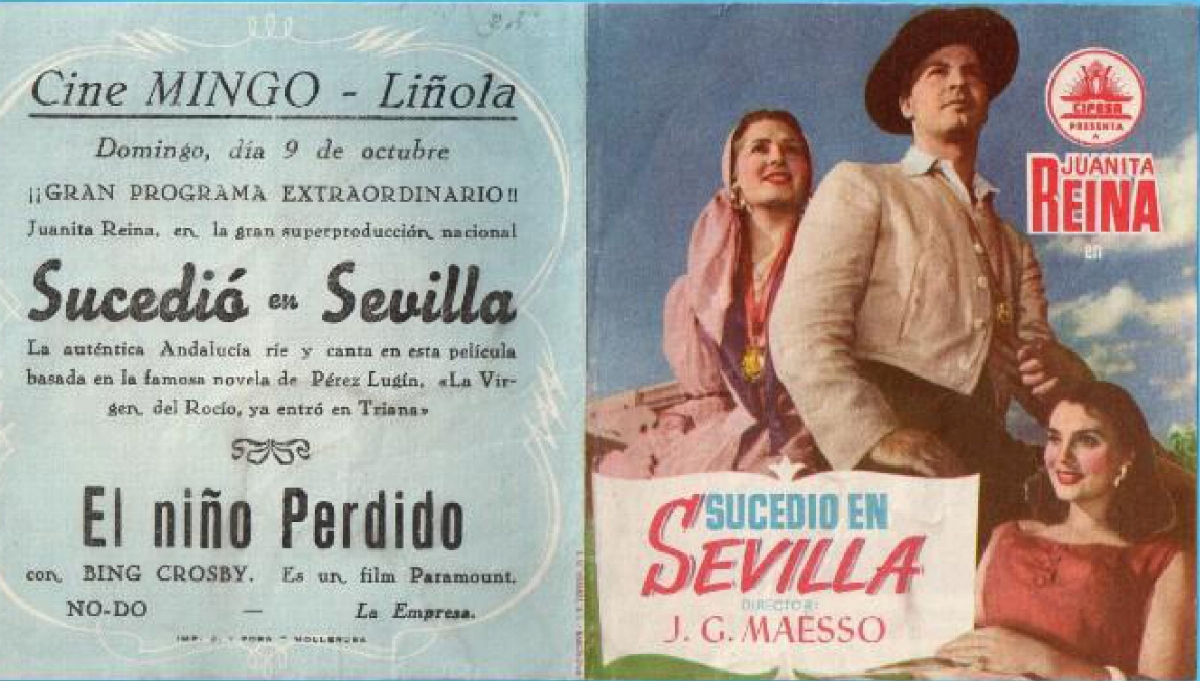 Cine MINGO - Liñola
Domingo, día 9 de octubre
¡¡GRAN PROGRAMA EXTRAORDINARIO!!
Juanita Reina, en la gran superproducción nacional
Sucedió en Sevilla
La auténtica Andalucía ríe y canta en esta película
basada en la famosa novela de Pérez Lugín, «La Vir-
gen del Rocío, ya entró en Triana»
El niño Perdido
con BING CROSBY. Es un film Paramount.
NO-DO — La Empresa.
CIFESA
PRESENTA
A
JUANITA
REINA
en
SUCEDIO EN
SEVILLA
DIRECTOR:
J. G. MAESSO